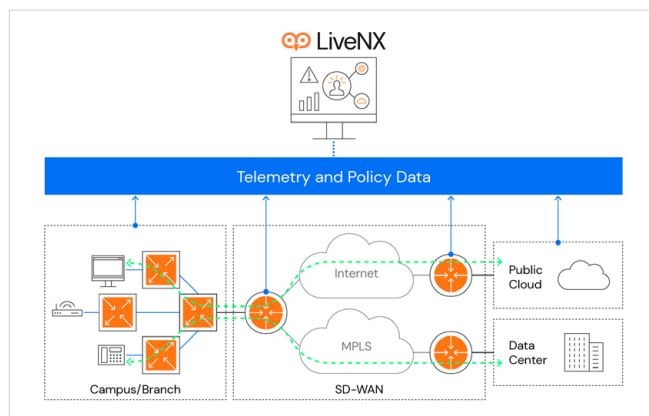 LiveNX
Telemetry and Policy Data
Internet
Public
Cloud
MPLS
Data
Center
Campus/Branch
SD-WAN